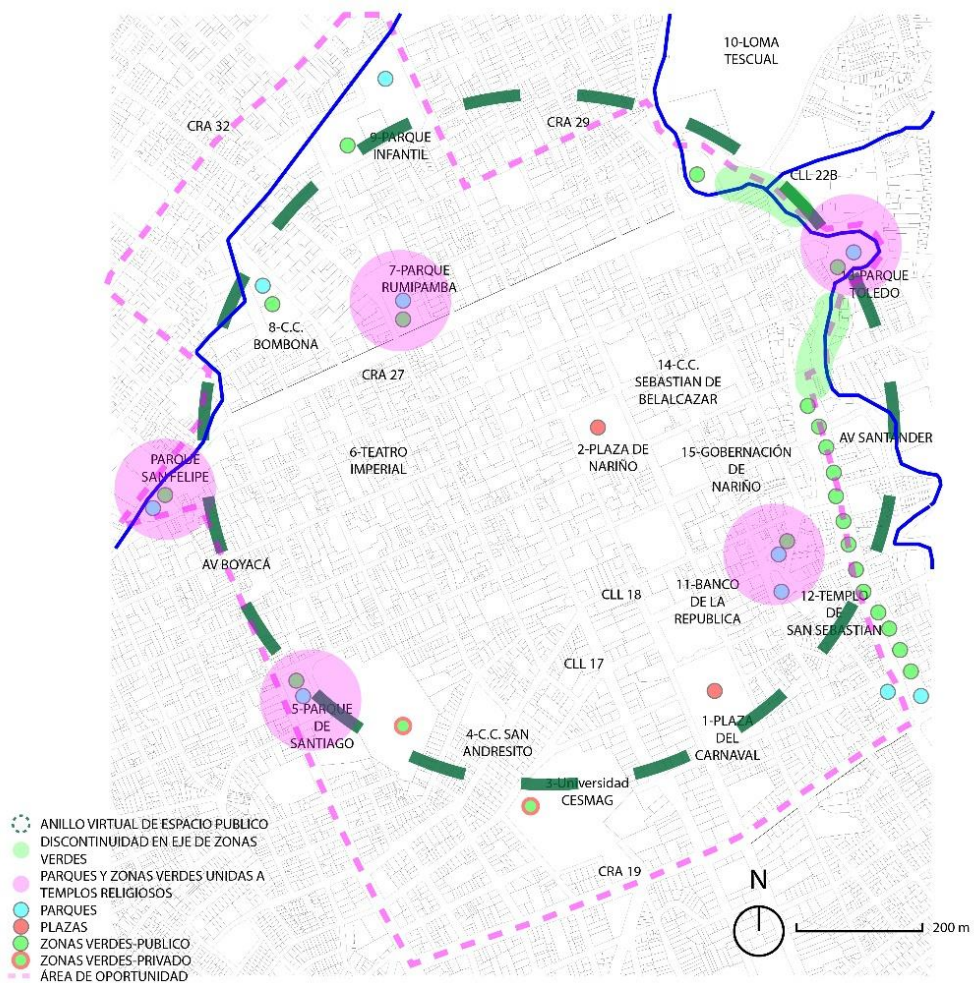 10-LOMA
TESCUAL
CRA 32
CRA 29
9-PARQUE
INFANTIL
CLL 22B
7-PARQUE
RUMIPAMBA
13-PARQUE
TOLEDO
8-C.C.
BOMBONA
CRA 27
14-C.C.
SEBASTIAN DE
BELALCAZAR
6-TEATRO
IMPERIAL
2-PLAZA DE
NARIÑO
15-GOBERNACIÓN
DE
NARIÑO
AV SANTANDER
PARQUE
SAN FELIPE
AV BOYACÁ
11-BANCO
DE LA
REPUBLICA
12-TEMPLO
DE
SAN SEBASTIAN
CLL 18
CLL 17
5-PARQUE
DE
SANTIAGO
4-C.C. SAN
ANDRESITO
1-PLAZA
DEL
CARNAVAL
3-Universidad
CESMAG
CRA 19
ANILLO VIRTUAL DE ESPACIO PUBLICO
DISCONTINUIDAD EN EJE DE ZONAS
VERDES
PARQUES Y ZONAS VERDES UNIDAS A
TEMPLOS RELIGIOSOS
PARQUES
PLAZAS
ZONAS VERDES-PUBLICO
ZONAS VERDES-PRIVADO
ÁREA DE OPORTUNIDAD
N
200 m